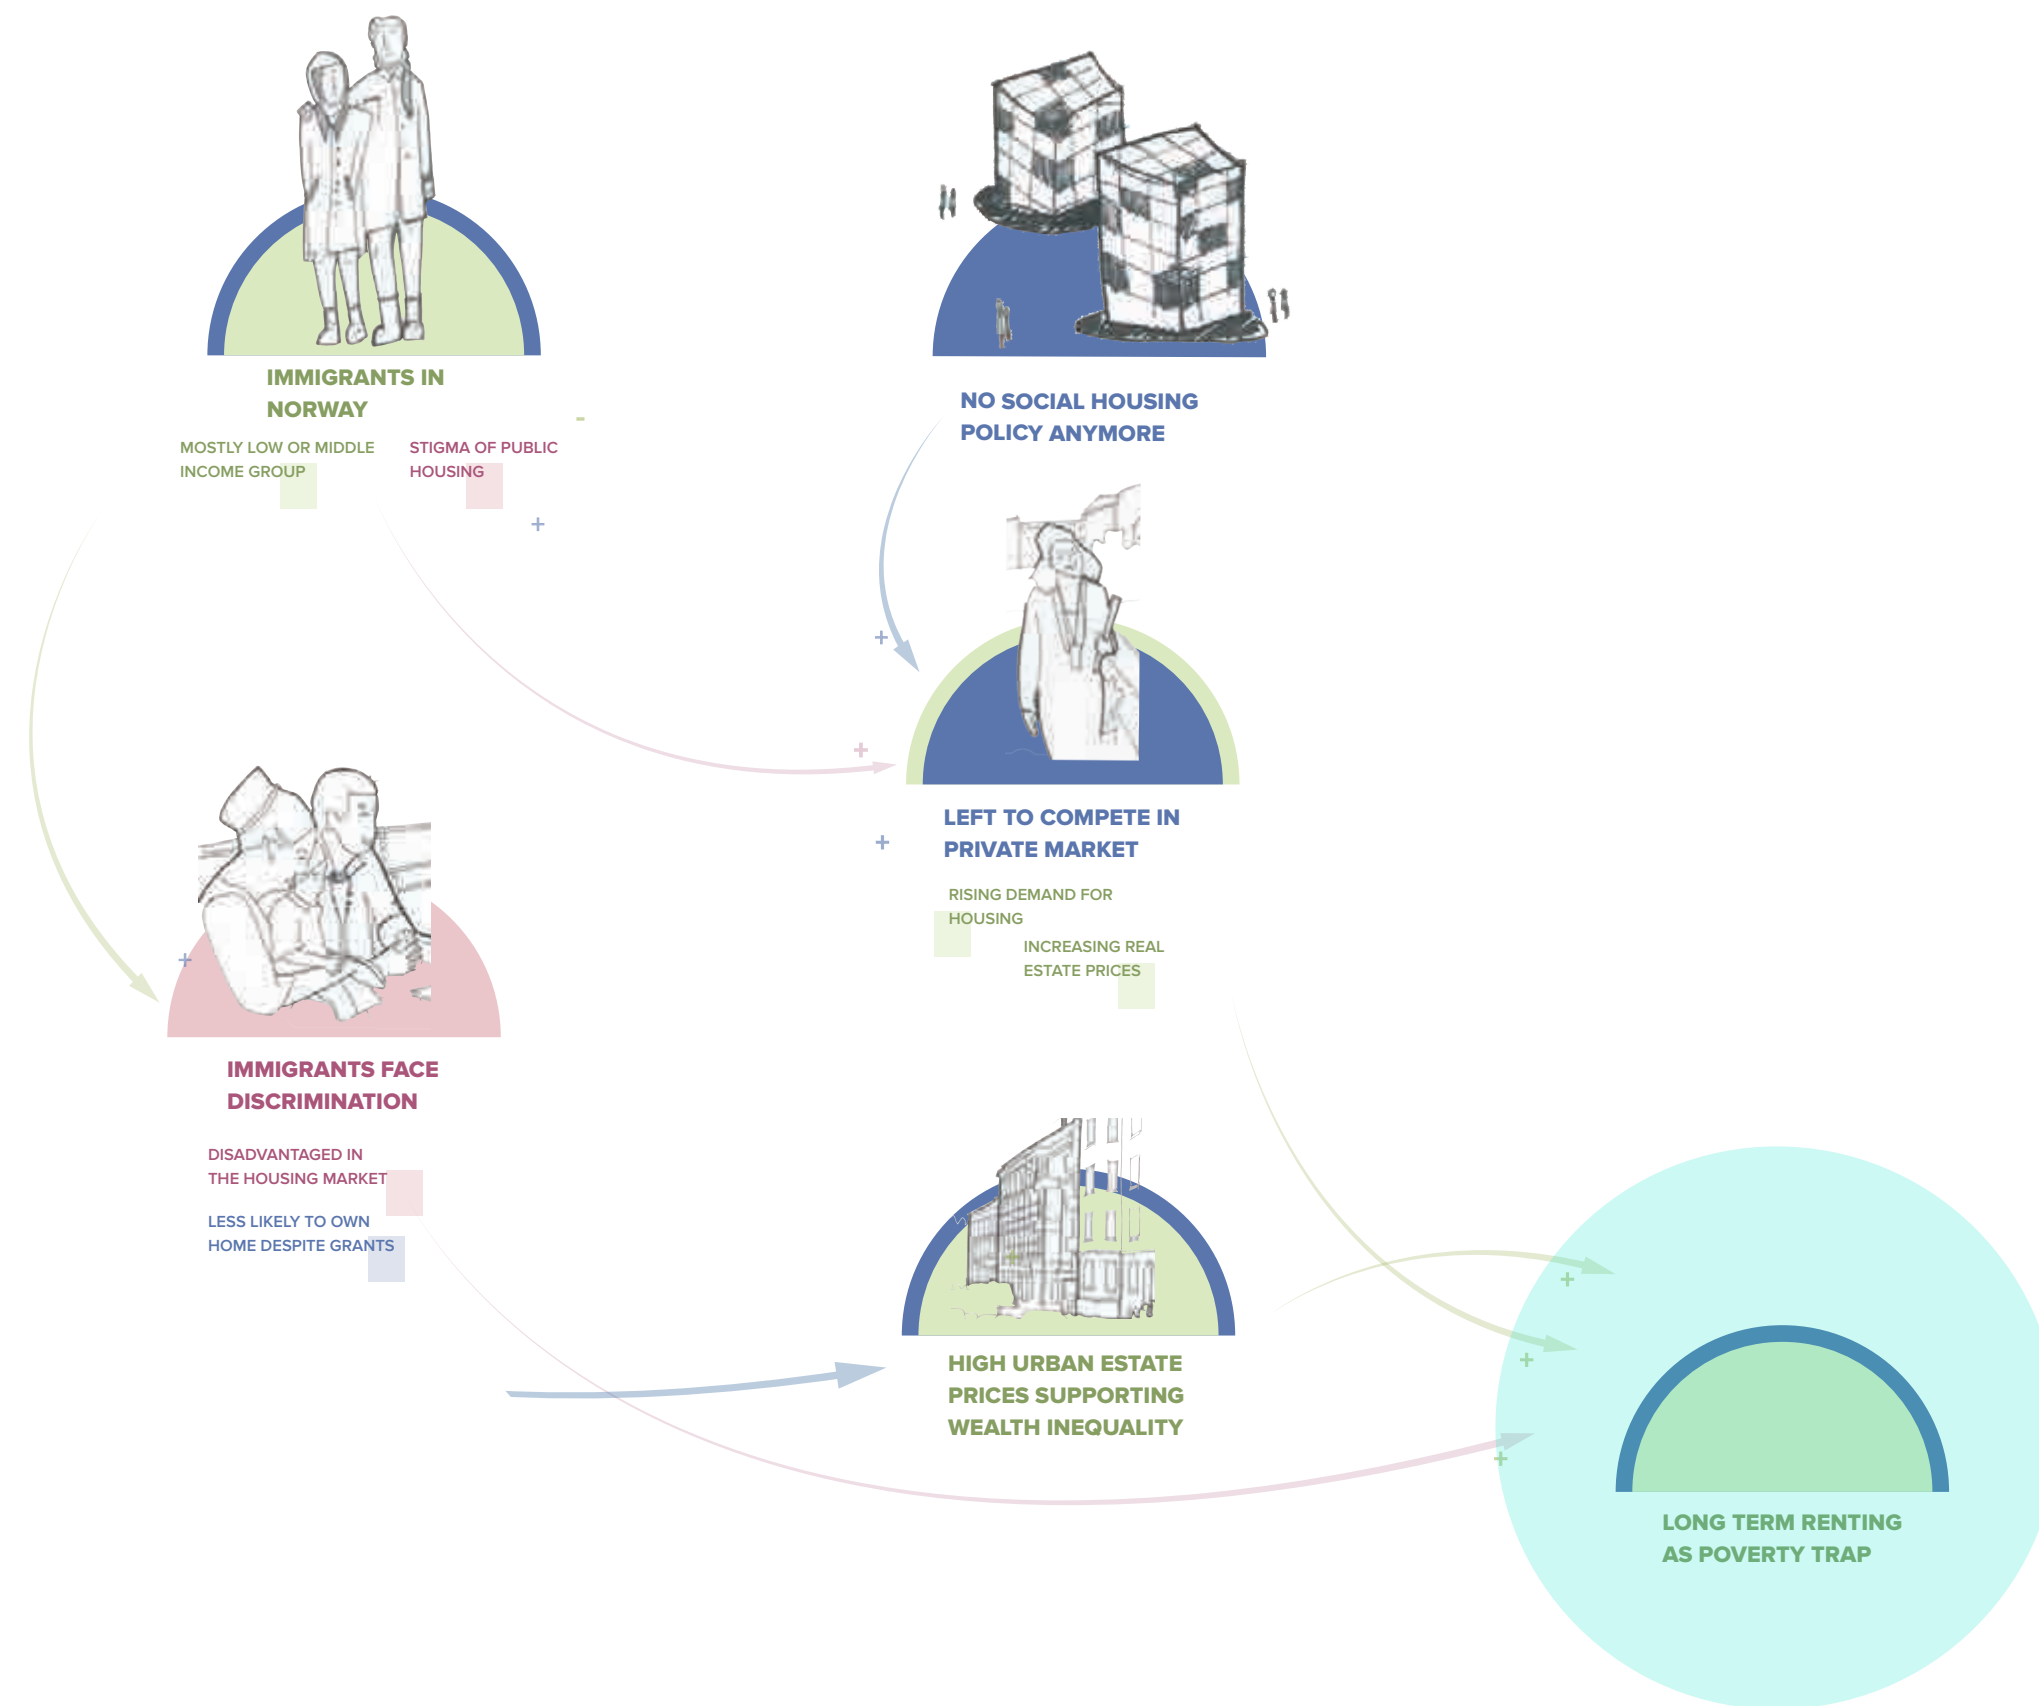 IMMIGRANTS IN
NORWAY
-
MOSTLY LOW OR MIDDLE
INCOME GROUP
STIGMA OF PUBLIC
HOUSING
+
NO SOCIAL HOUSING
POLICY ANYMORE
+
+
LEFT TO COMPETE IN
PRIVATE MARKET
+
RISING DEMAND FOR
HOUSING
INCREASING REAL
ESTATE PRICES
+
IMMIGRANTS FACE
DISCRIMINATION
DISADVANTAGED IN
THE HOUSING MARKET
LESS LIKELY TO OWN
HOME DESPITE GRANTS
+
HIGH URBAN ESTATE
PRICES SUPPORTING
WEALTH INEQUALITY
+
+
+
LONG TERM RENTING
AS POVERTY TRAP